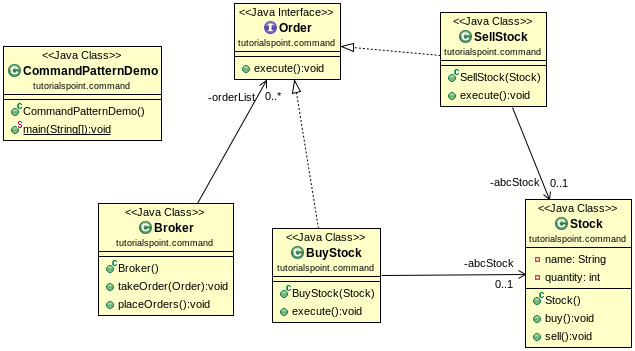 <<Java Class>>
CommandPatternDemo
tutorialspoint.command
CommandPatternDemo()
main(String[]):void
<<Java Interface>>
Order
tutorialspoint.command
execute():void
<<Java Class>>
SellStock
tutorialspoint.command
SellStock(Stock)
execute():void
-orderList
0..*
-abcStock
0..1
<<Java Class>>
Broker
tutorialspoint.command
Broker()
takeOrder(Order):void
placeOrders():void
<<Java Class>>
BuyStock
tutorialspoint.command
BuyStock(Stock)
execute():void
-abcStock
0..1
<<Java Class>>
Stock
tutorialspoint.command
name: String
quantity: int
Stock()
buy():void
sell():void